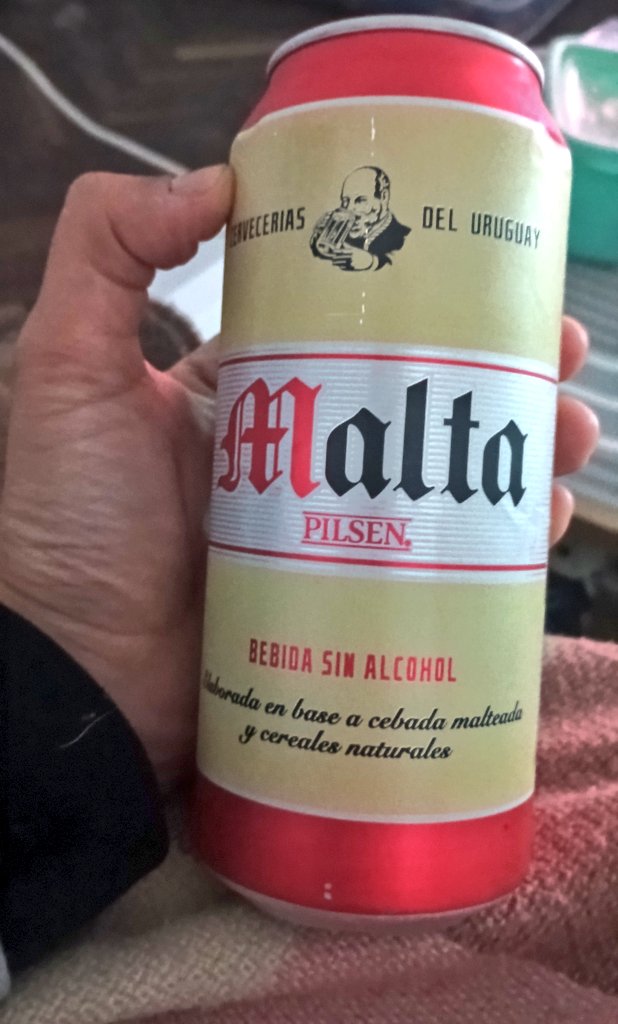 CERVECERIAS DEL URUGUAY
Malta
PILSEN
BEBIDA SIN ALCOHOL
Elaborada en base a cebada malteada
y cereales naturales